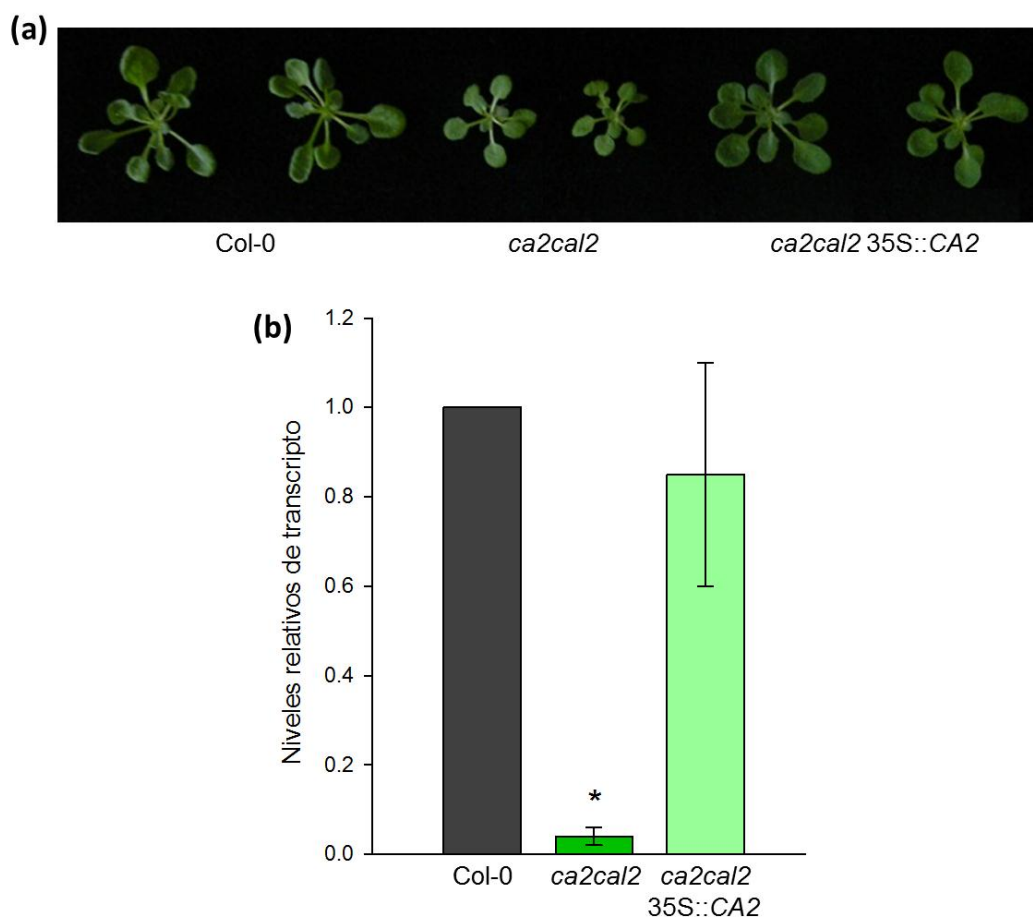 (a)
Col-0
ca2cal2
ca2cal2 35S::CA2
(b)
Niveles relativos de transcripto
1.2
1.0
0.8
0.6
0.4
0.2
0.0
*
Col-0
ca2cal2
ca2cal2
35S::CA2